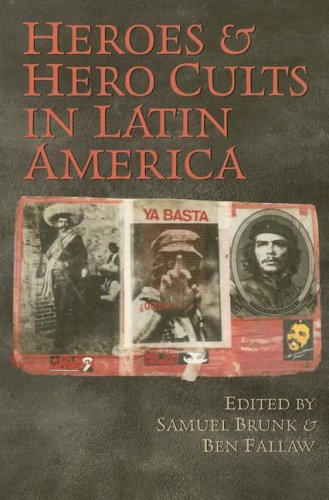 HEROES &
HERO CULTS
IN LATIN
AMERICA
YA BASTA
EDITED BY
SAMUEL BRUNK &
BEN FALLAW